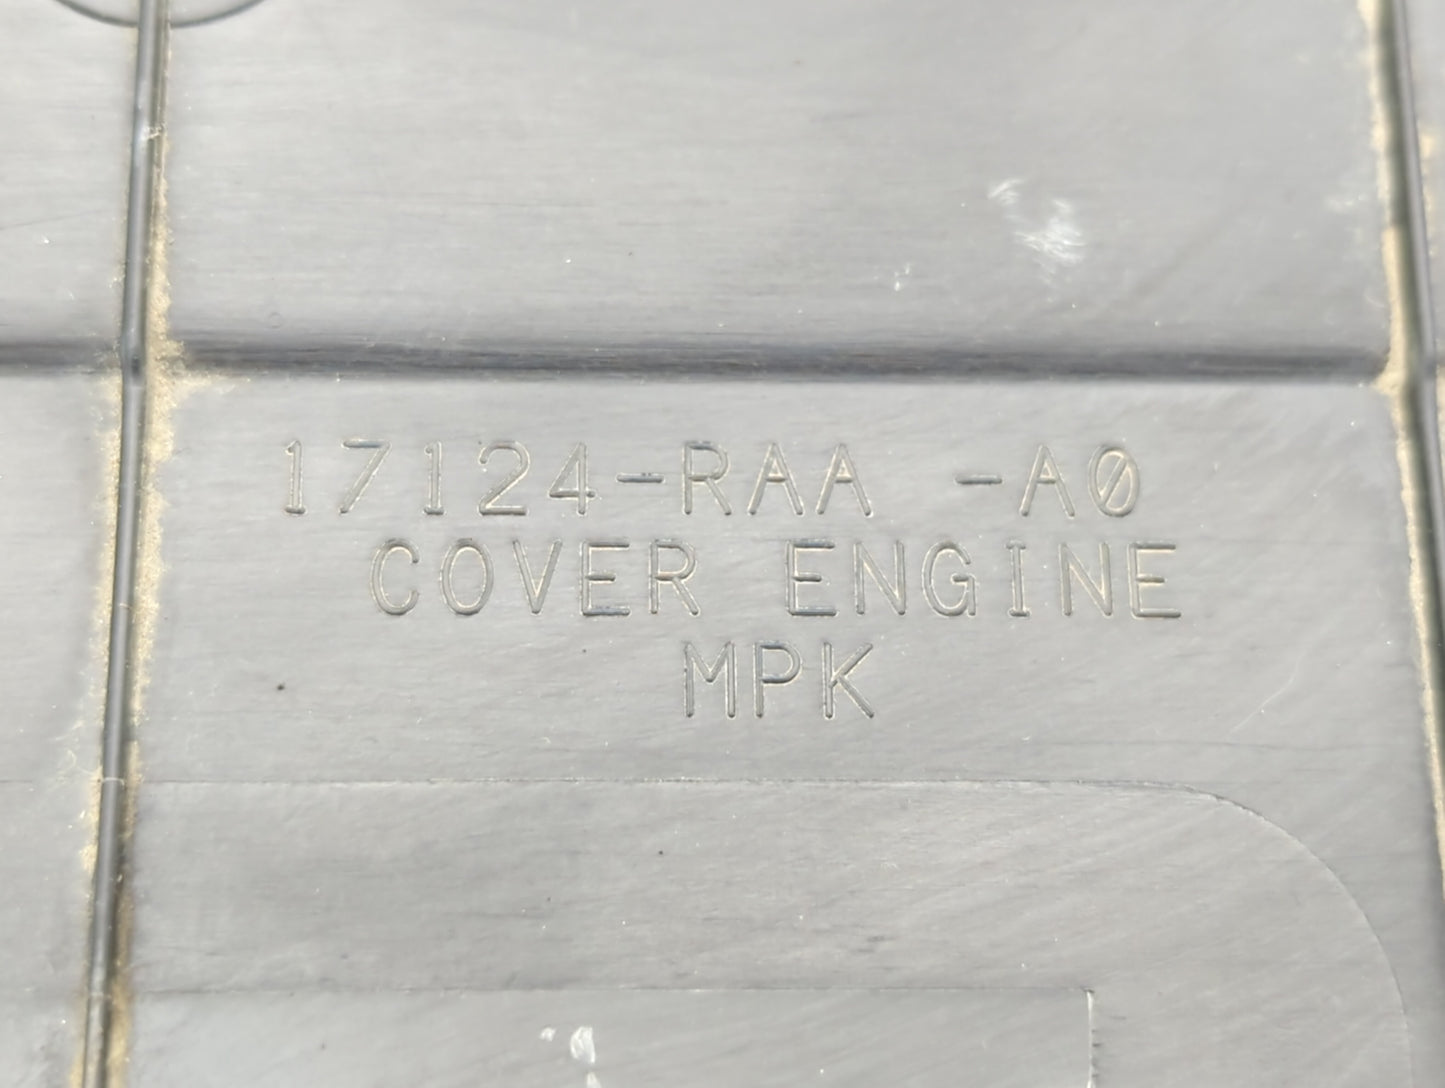 17124-RAA -A0
COVER ENGINE
MPK